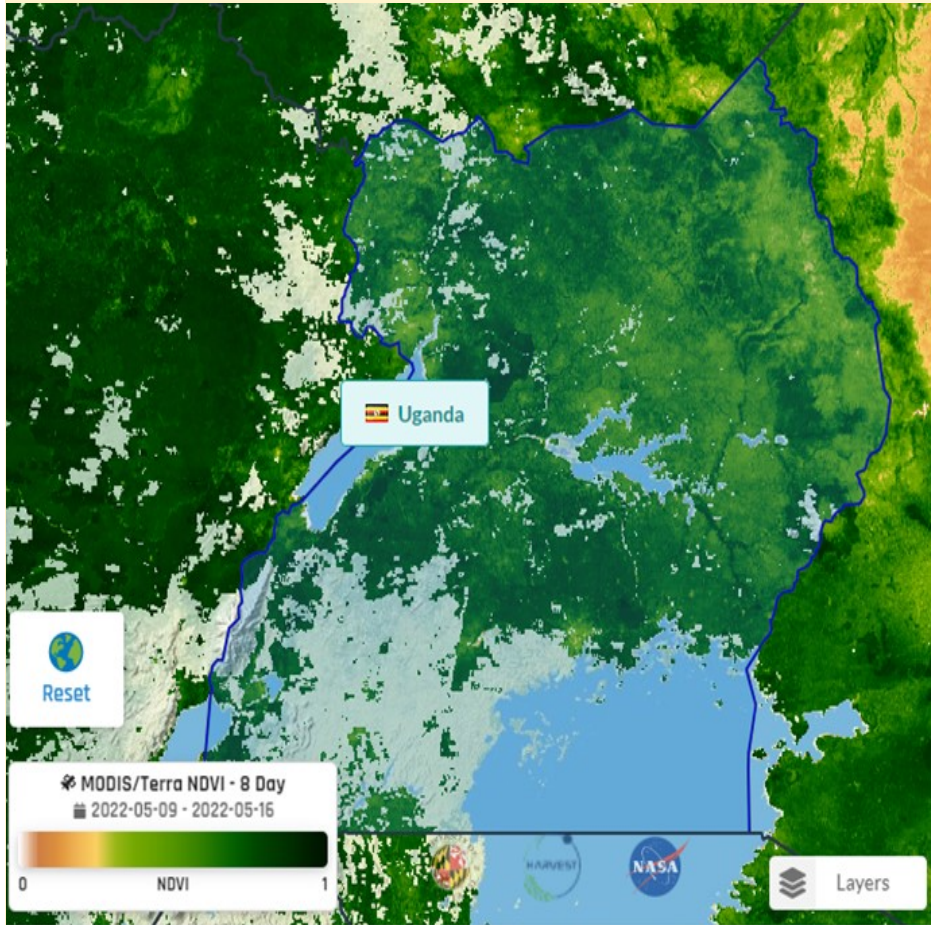 Uganda
Reset
MODIS/Terra NDVI - 8 Day
2022-05-09 - 2022-05-16
0 NDVI 1
HARVEST
NASA
Layers